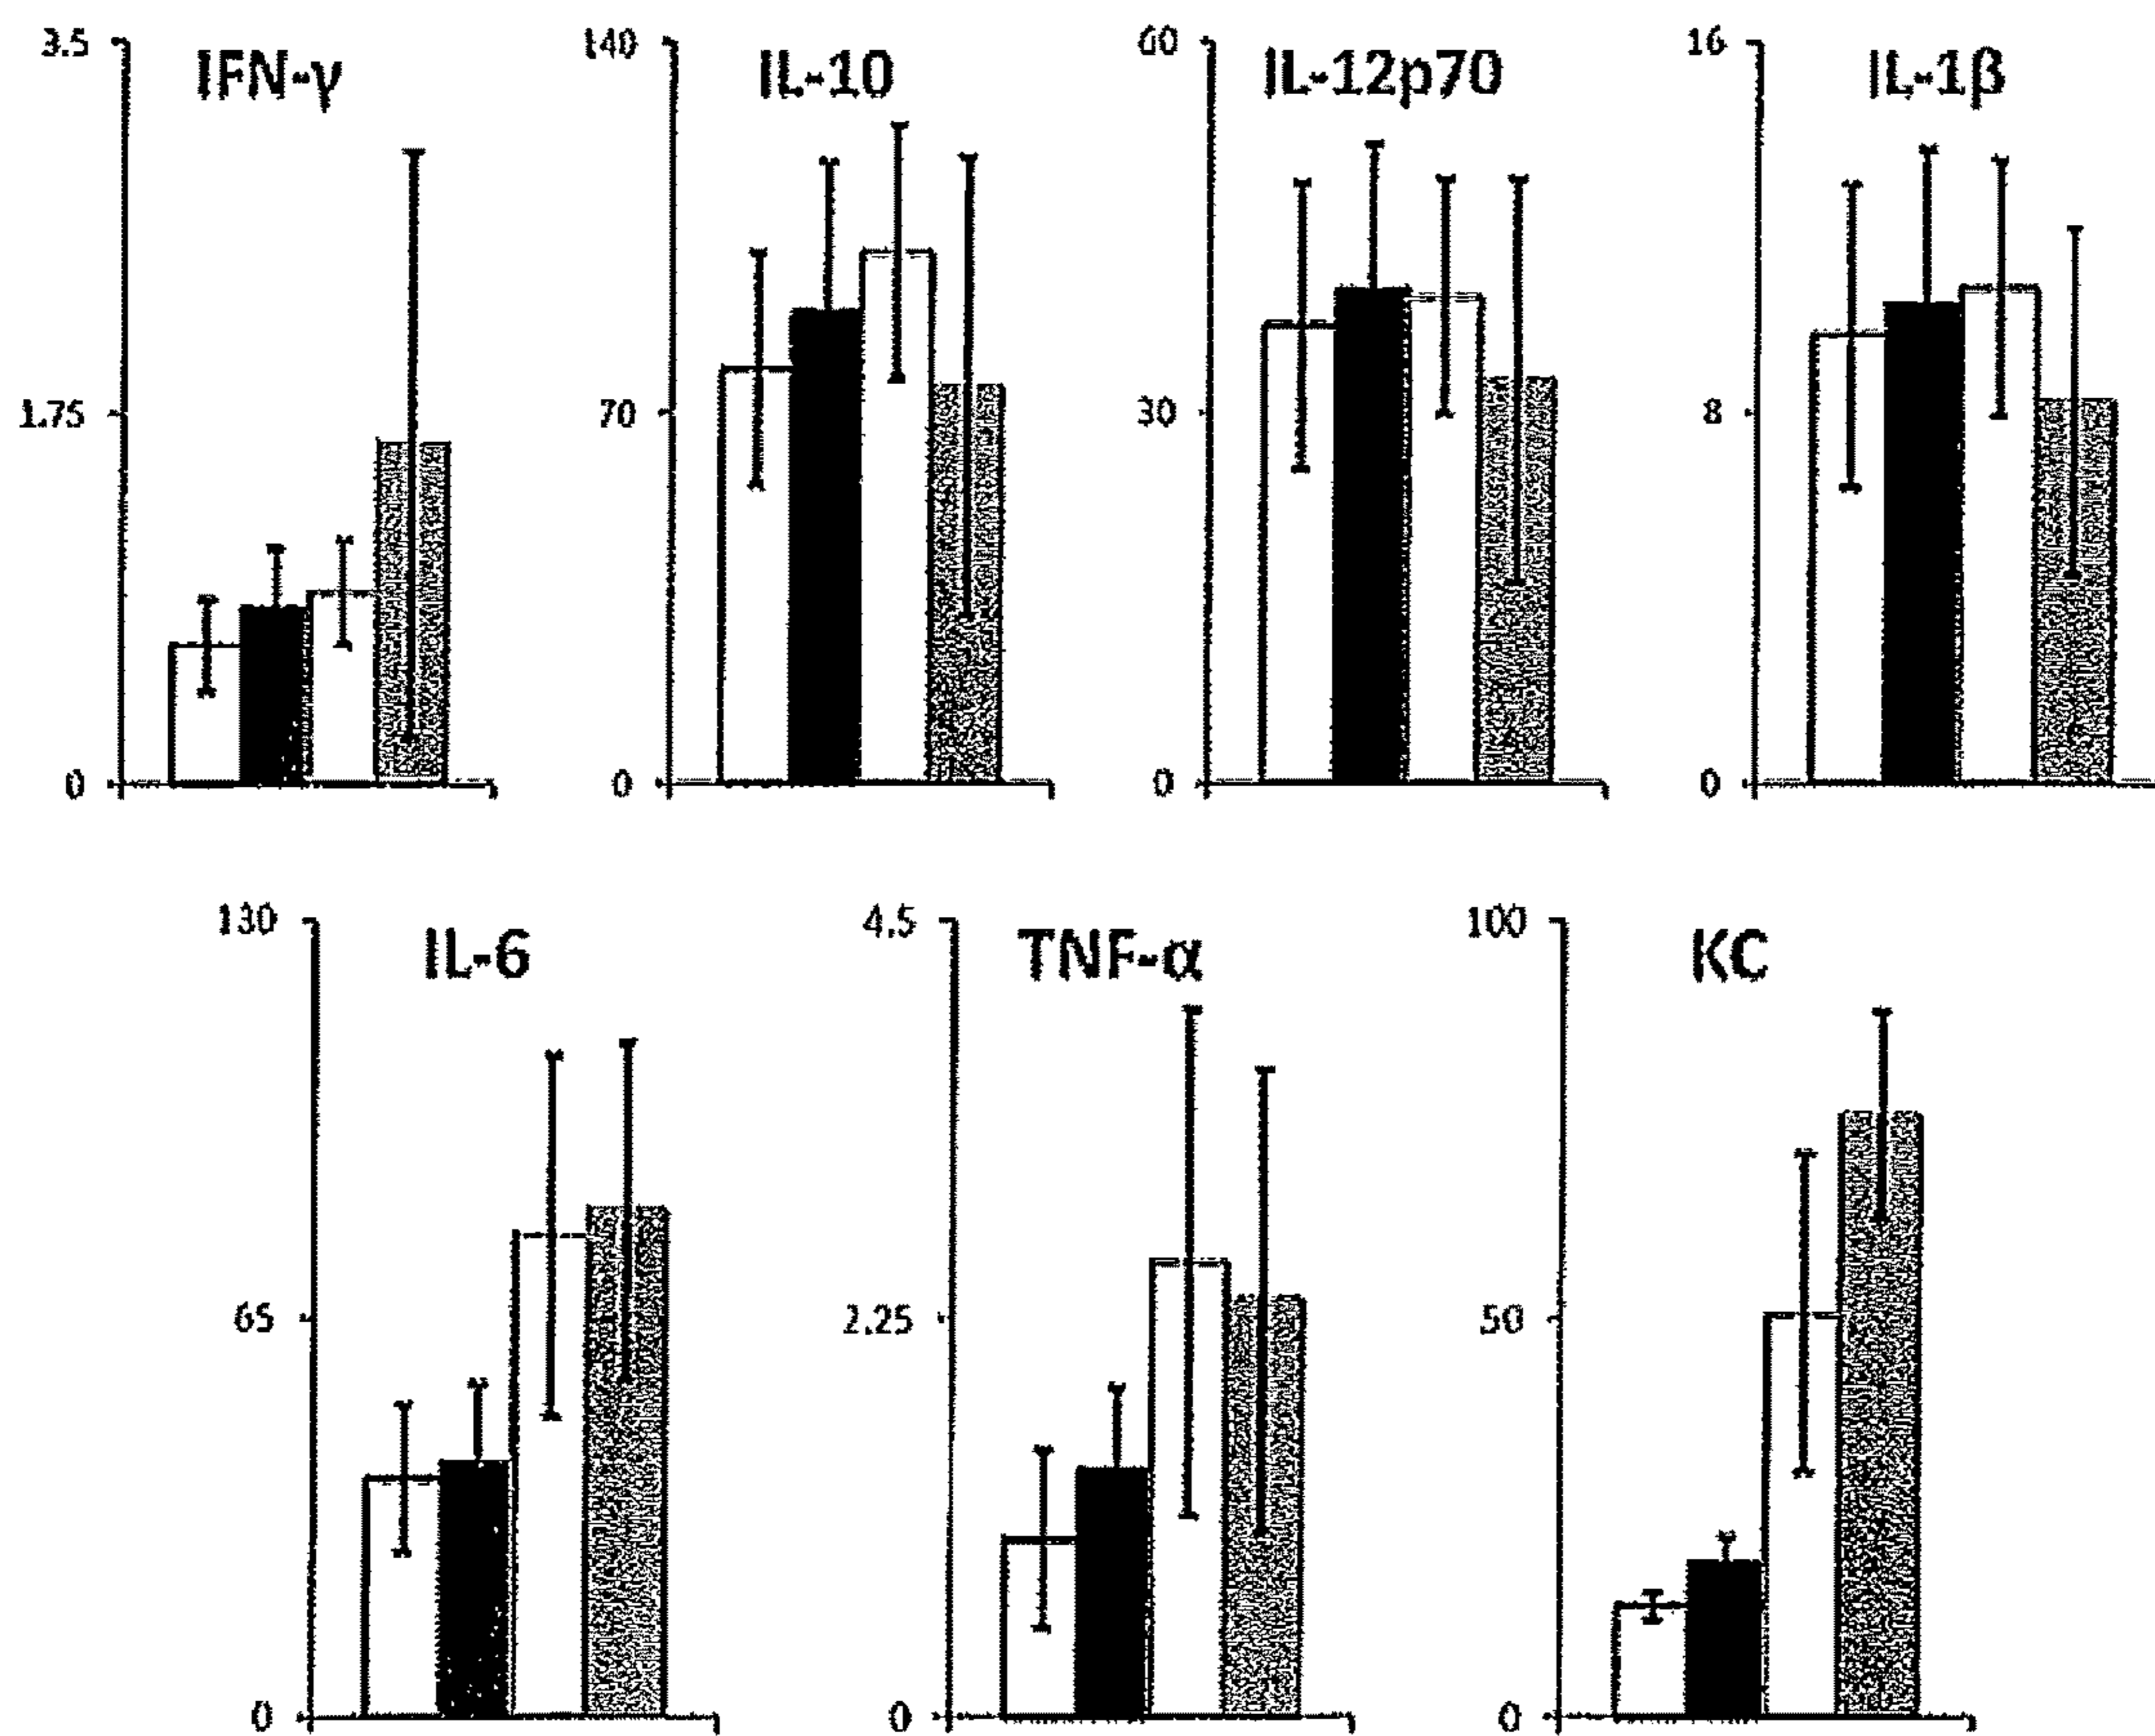 3.5 IFN-γ 140 IL-10 60 IL-12p70 16 IL-1β
1.75 70 30 8
0 0 0 0
130 IL-6 4.5 TNF-α 100 KC
65 2.25 50
0 0 0